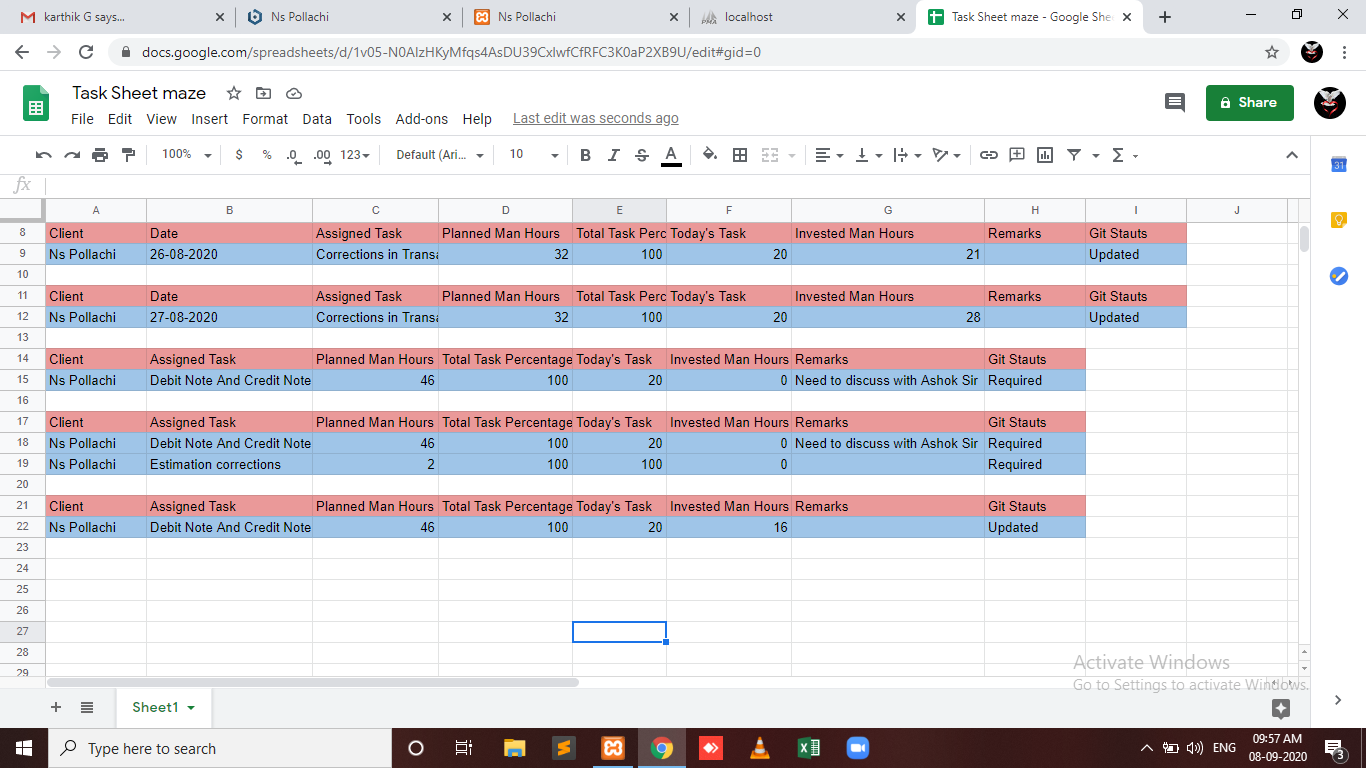 karthik G says...
Ns Pollachi
Ns Pollachi
localhost
Task Sheet maze - Google She
docs.google.com/spreadsheets/d/1v05-N0AlzHKyMfqs4AsDU39CxlwfCfRFC3K0aP2XB9U/edit#gid=0
Task Sheet maze
Share
File Edit View Insert Format Data Tools Add-ons Help Last edit was seconds ago
100% $ % .0 .00 123 Default (Ari... 10 B I S A
fx
A B C D E F G H I J
8 Client Date Assigned Task Planned Man Hours Total Task Perc Today's Task Invested Man Hours Remarks Git Stauts
9 Ns Pollachi 26-08-2020 Corrections in Transa 32 100 20 21 Updated
10
11 Client Date Assigned Task Planned Man Hours Total Task Perc Today's Task Invested Man Hours Remarks Git Stauts
12 Ns Pollachi 27-08-2020 Corrections in Transa 32 100 20 28 Updated
13
14 Client Assigned Task Planned Man Hours Total Task Percentage Today's Task Invested Man Hours Remarks Git Stauts
15 Ns Pollachi Debit Note And Credit Note 46 100 20 0 Need to discuss with Ashok Sir Required
16
17 Client Assigned Task Planned Man Hours Total Task Percentage Today's Task Invested Man Hours Remarks Git Stauts
18 Ns Pollachi Debit Note And Credit Note 46 100 20 0 Need to discuss with Ashok Sir Required
19 Ns Pollachi Estimation corrections 2 100 100 0 Required
20
21 Client Assigned Task Planned Man Hours Total Task Percentage Today's Task Invested Man Hours Remarks Git Stauts
22 Ns Pollachi Debit Note And Credit Note 46 100 20 16 Updated
23
24
25
26
27
28
29
Activate Windows
Go to Settings to activate Windows.
Sheet1
31
Type here to search
ENG
09:57 AM
08-09-2020
3